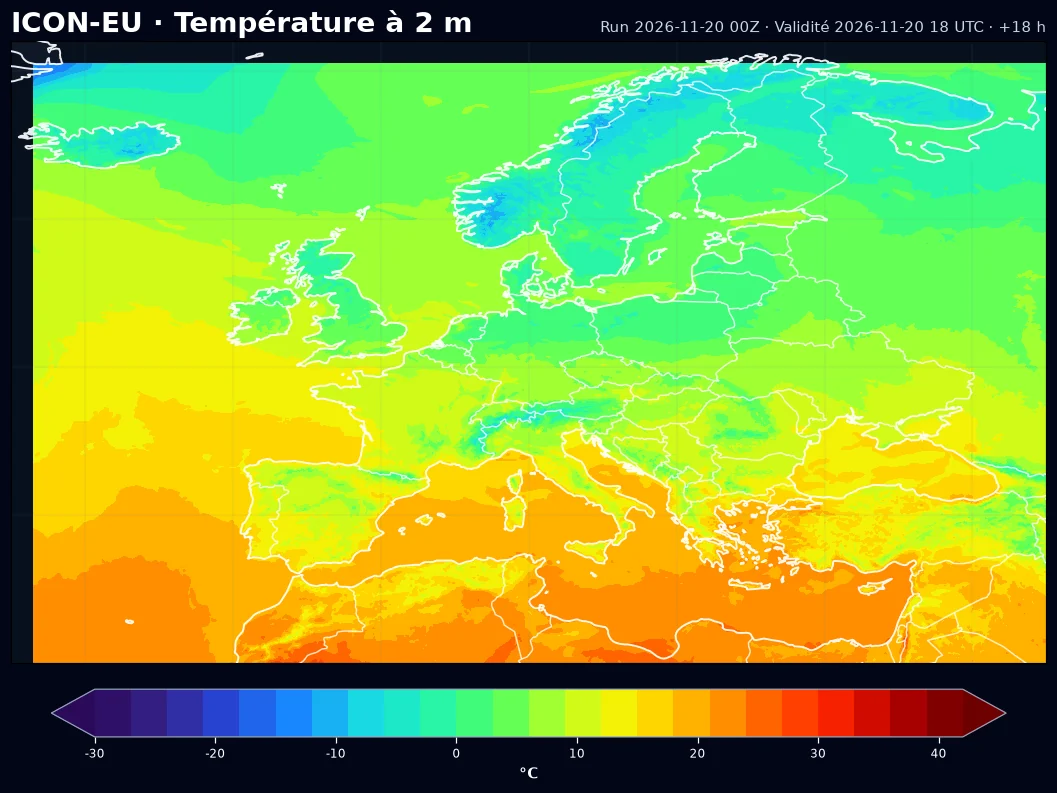 ICON-EU · Température à 2 m
Run 2026-11-20 00Z · Validité 2026-11-20 18 UTC · +18 h
-30 -20 -10 0 10 20 30 40
°C